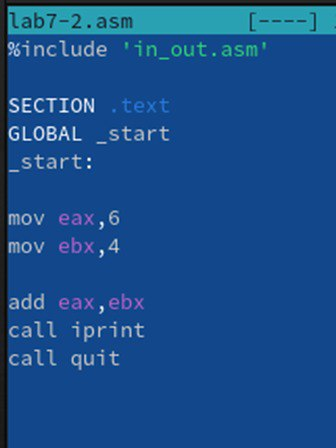 lab7-2.asm [----]
%include 'in_out.asm'
SECTION .text
GLOBAL _start
_start:
mov eax,6
mov ebx,4
add eax,ebx
call iprint
call quit